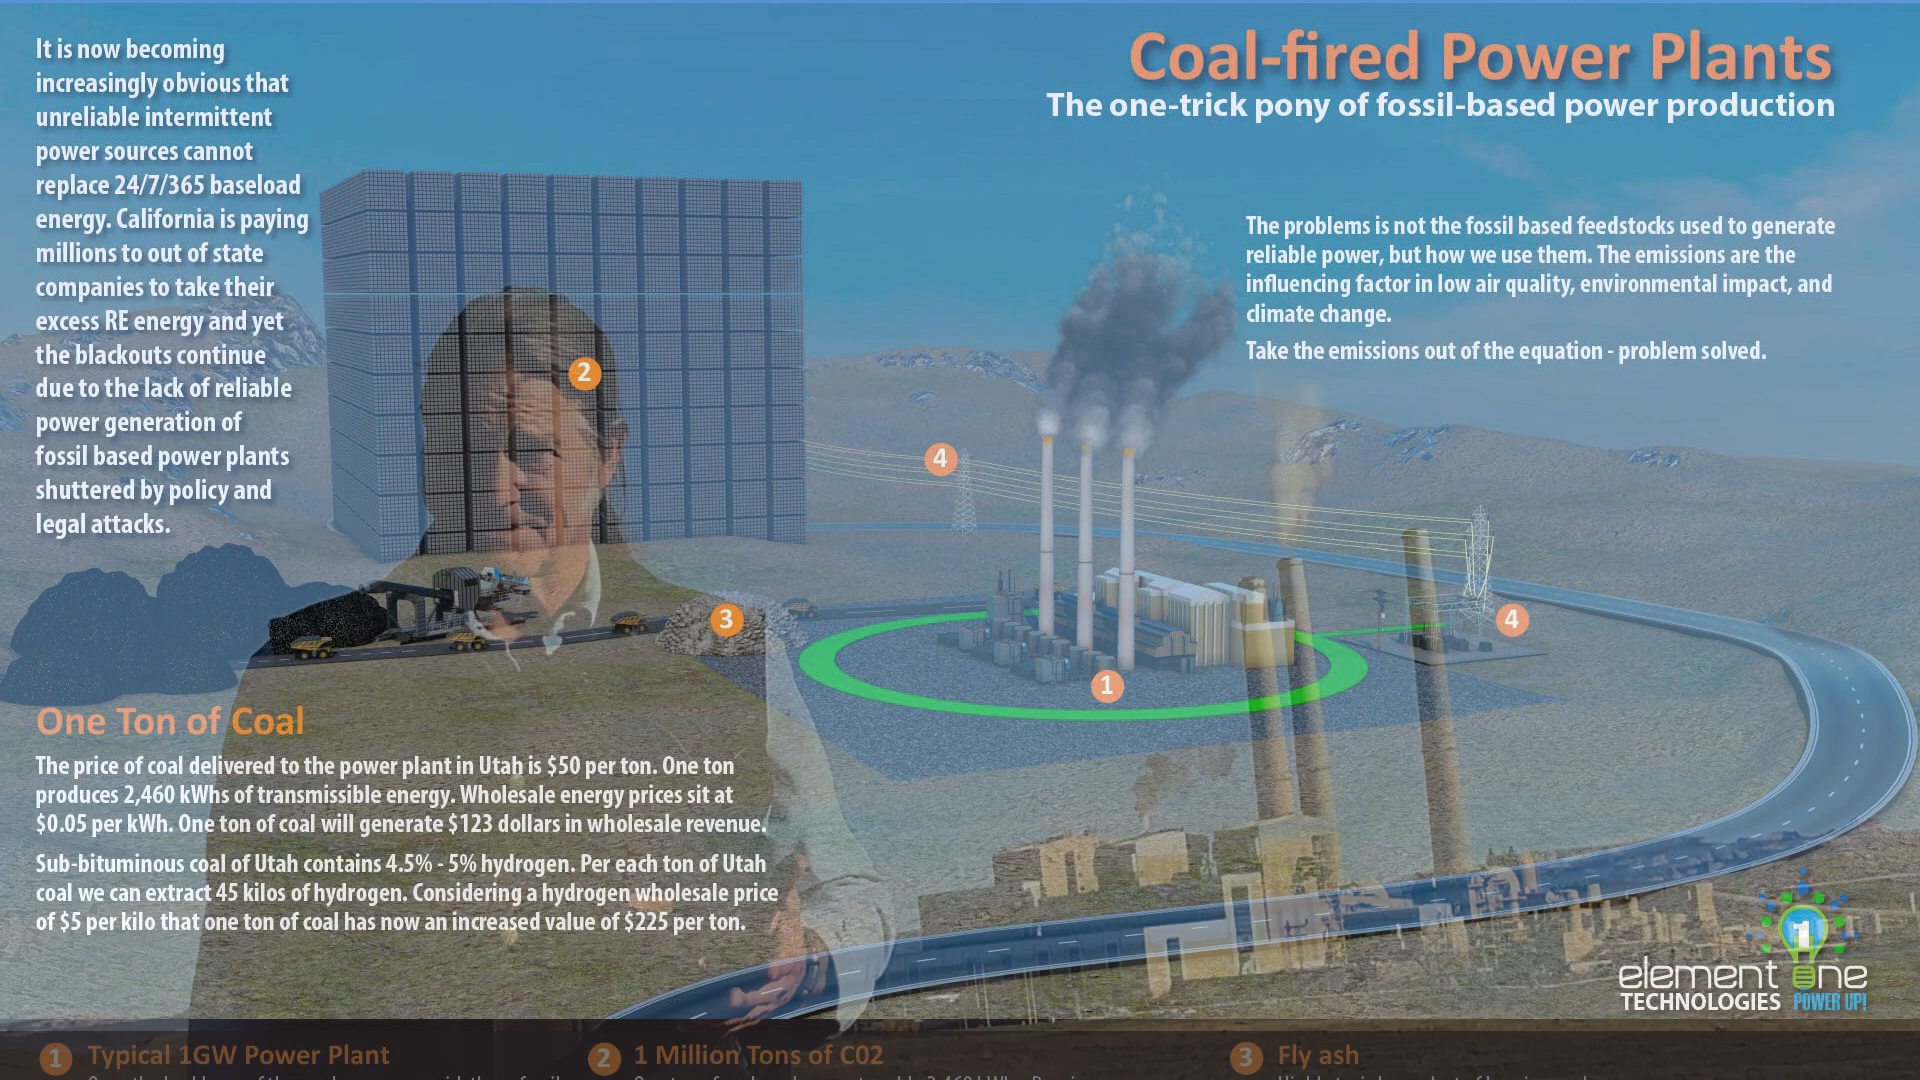 It is now becoming
increasingly obvious that
unreliable intermittent
power sources cannot
replace 24/7/365 baseload
energy. California is paying
millions to out of state
companies to take their
excess RE energy and yet
the blackouts continue
due to the lack of reliable
power generation of
fossil based power plants
shuttered by policy and
legal attacks.
Coal-fired Power Plants
The one-trick pony of fossil-based power production
The problems is not the fossil based feedstocks used to generate
reliable power, but how we use them. The emissions are the
influencing factor in low air quality, environmental impact, and
climate change.
Take the emissions out of the equation - problem solved.
2
4
3
4
1
One Ton of Coal
The price of coal delivered to the power plant in Utah is $50 per ton. One ton
produces 2,460 kWhs of transmissible energy. Wholesale energy prices sit at
$0.05 per kWh. One ton of coal will generate $123 dollars in wholesale revenue.
Sub-bituminous coal of Utah contains 4.5% - 5% hydrogen. Per each ton of Utah
coal we can extract 45 kilos of hydrogen. Considering a hydrogen wholesale price
of $5 per kilo that one ton of coal has now an increased value of $225 per ton.
1
element one
TECHNOLOGIES POWER UP!
1 Typical 1GW Power Plant
2 1 Million Tons of C02
3 Fly ash